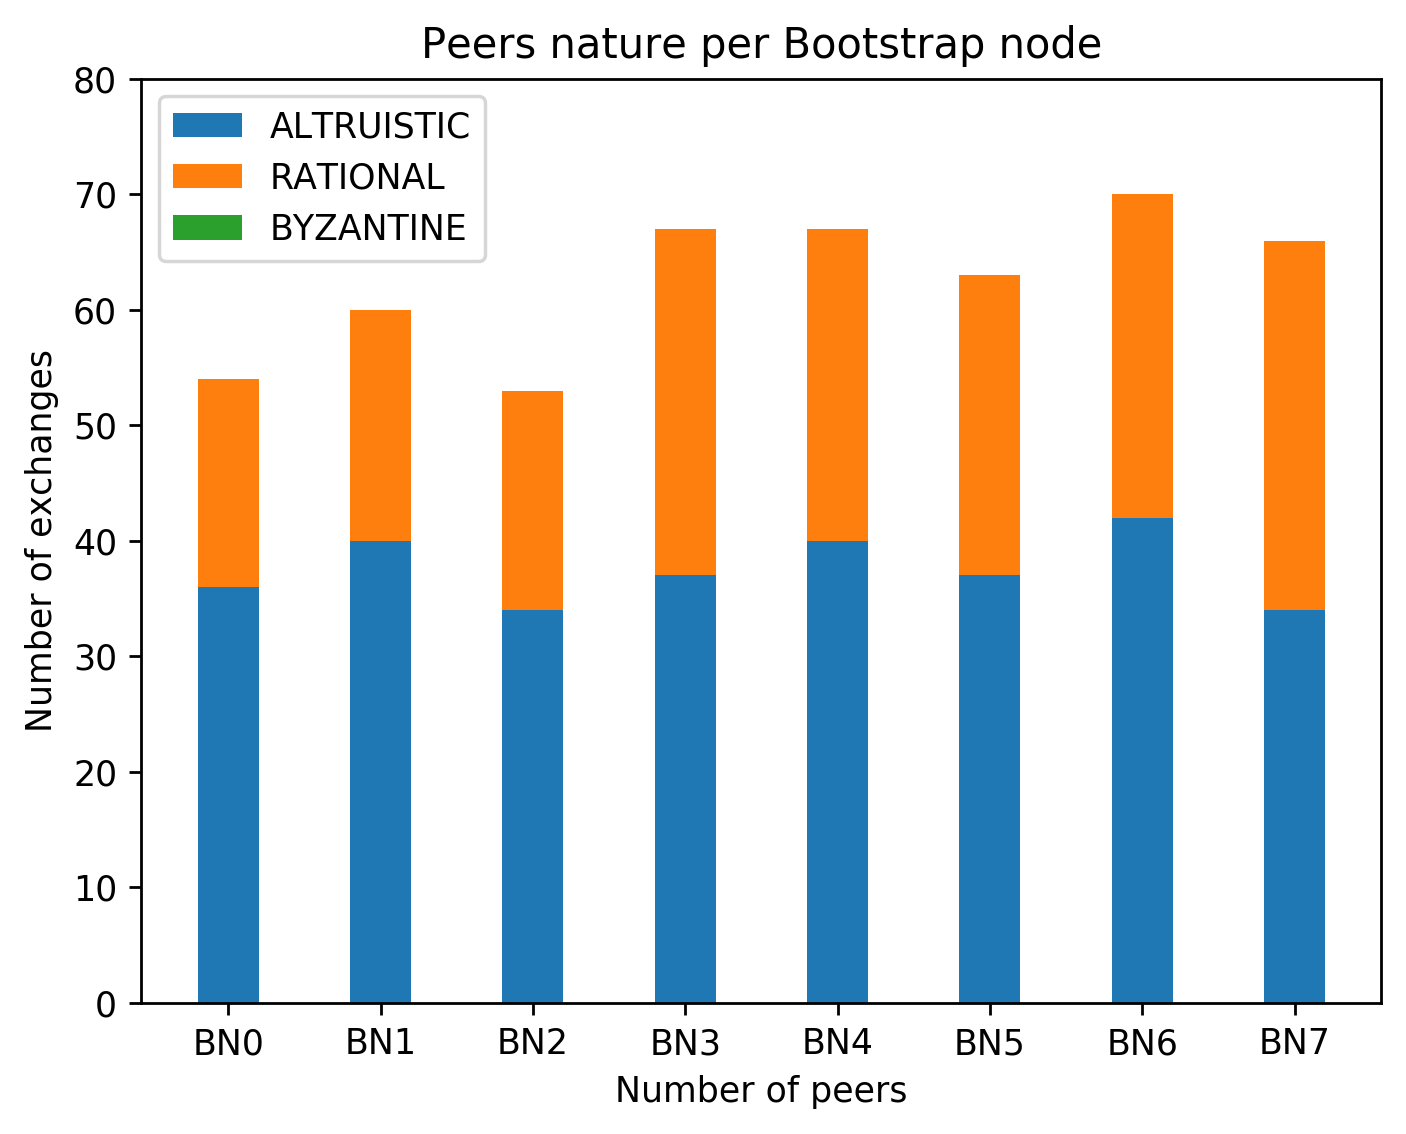 Peers nature per Bootstrap node
80
70
60
50
40
30
20
10
0
Number of exchanges
ALTRUISTIC
RATIONAL
BYZANTINE
BN0 BN1 BN2 BN3 BN4 BN5 BN6 BN7
Number of peers